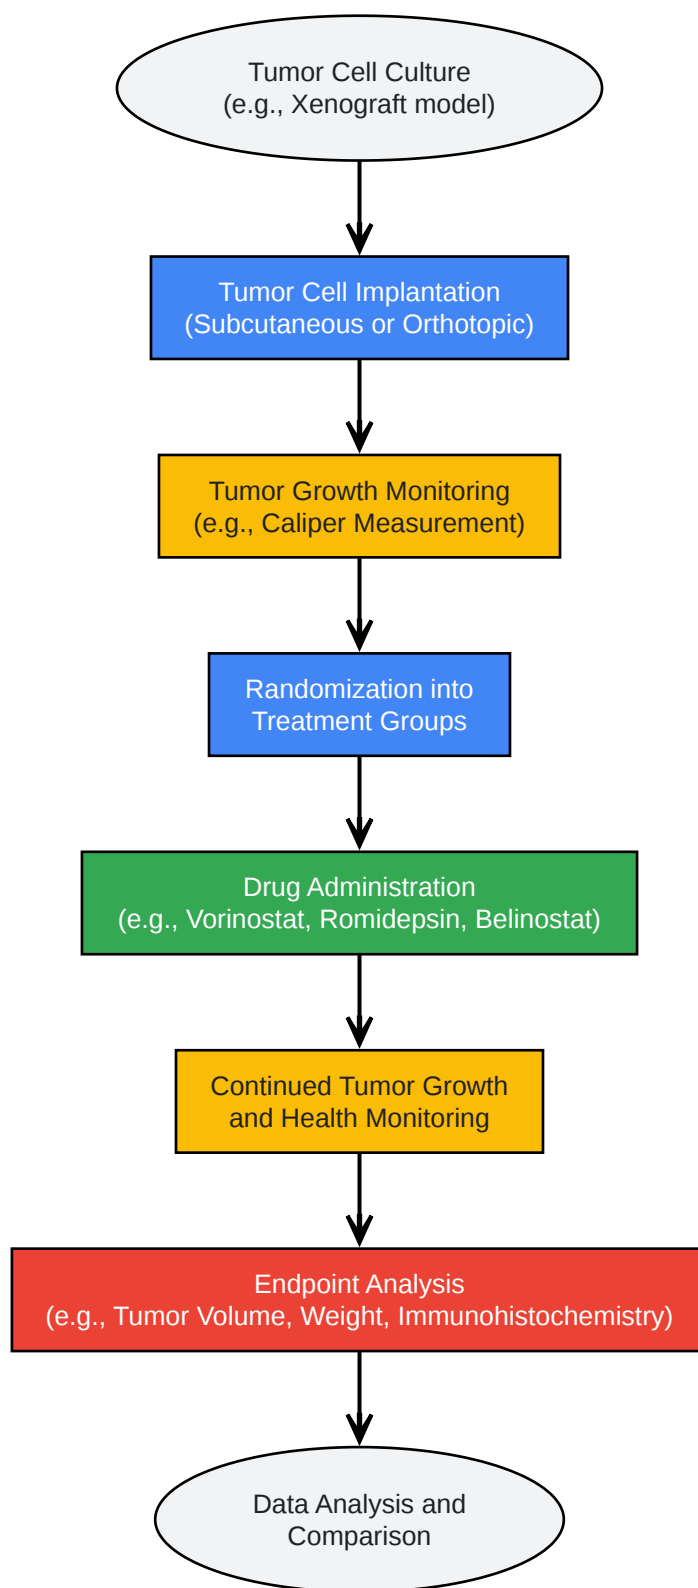 Tumor Cell Culture
(e.g., Xenograft model)
Tumor Cell Implantation
(Subcutaneous or Orthotopic)
Tumor Growth Monitoring
(e.g., Caliper Measurement)
Randomization into
Treatment Groups
Drug Administration
(e.g., Vorinostat, Romidepsin, Belinostat)
Continued Tumor Growth
and Health Monitoring
Endpoint Analysis
(e.g., Tumor Volume, Weight, Immunohistochemistry)
Data Analysis and
Comparison